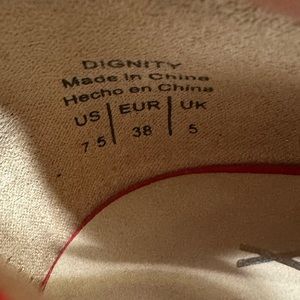 DIGNITY
Made in China
Hecho en China
US | EUR | UK
7.5 | 38 | 5